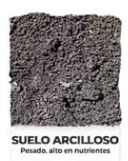 SUELO ARCILLOSO
Pesado, alto en nutrientes